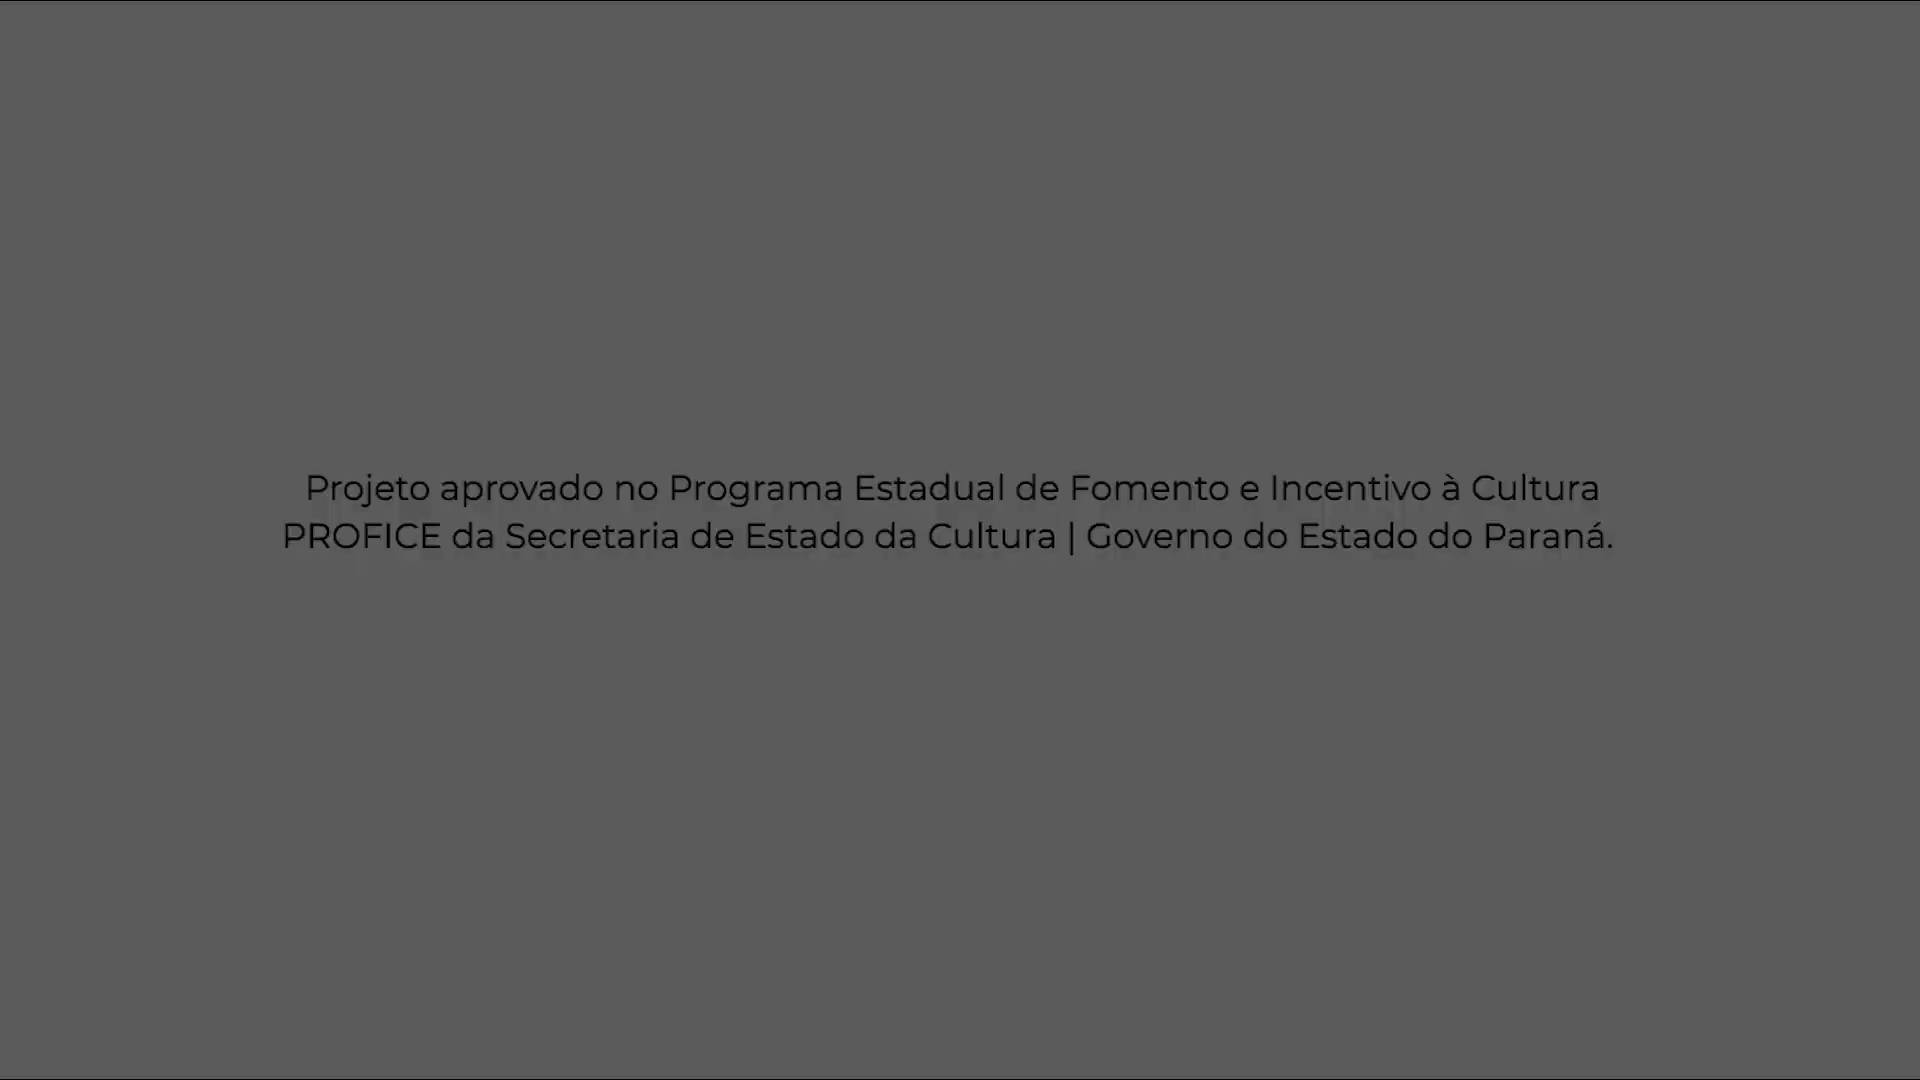 Projeto aprovado no Programa Estadual de Fomento e Incentivo à Cultura
PROFICE da Secretaria de Estado da Cultura | Governo do Estado do Paraná.